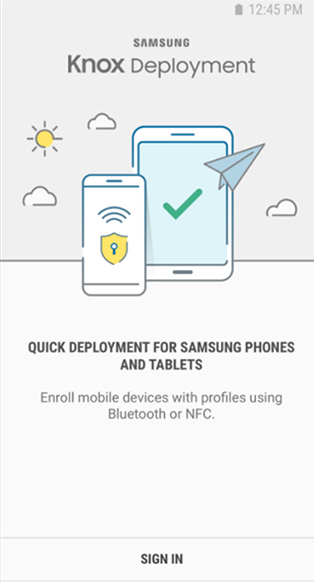 12:45 PM
SAMSUNG
Knox Deployment
QUICK DEPLOYMENT FOR SAMSUNG PHONES
AND TABLETS
Enroll mobile devices with profiles using
Bluetooth or NFC.
SIGN IN